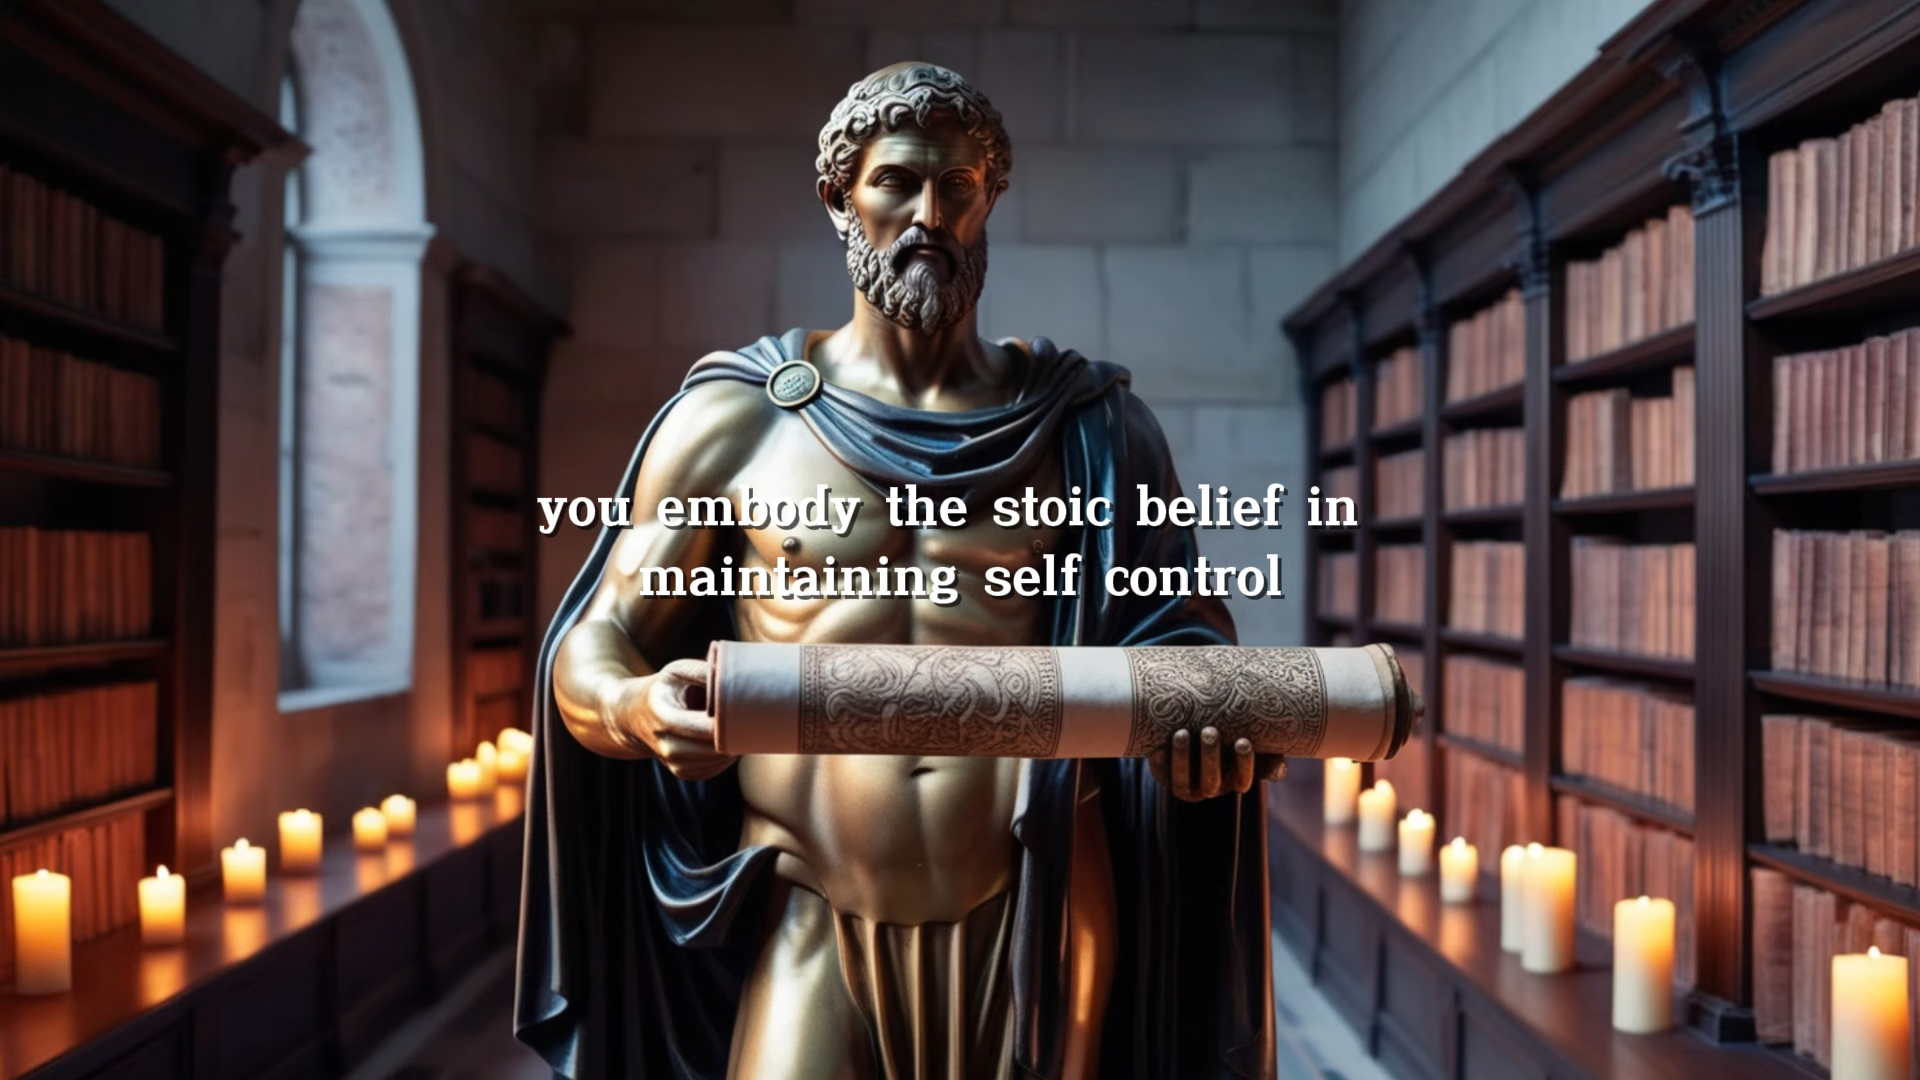 you embody the stoic belief in
maintaining self control